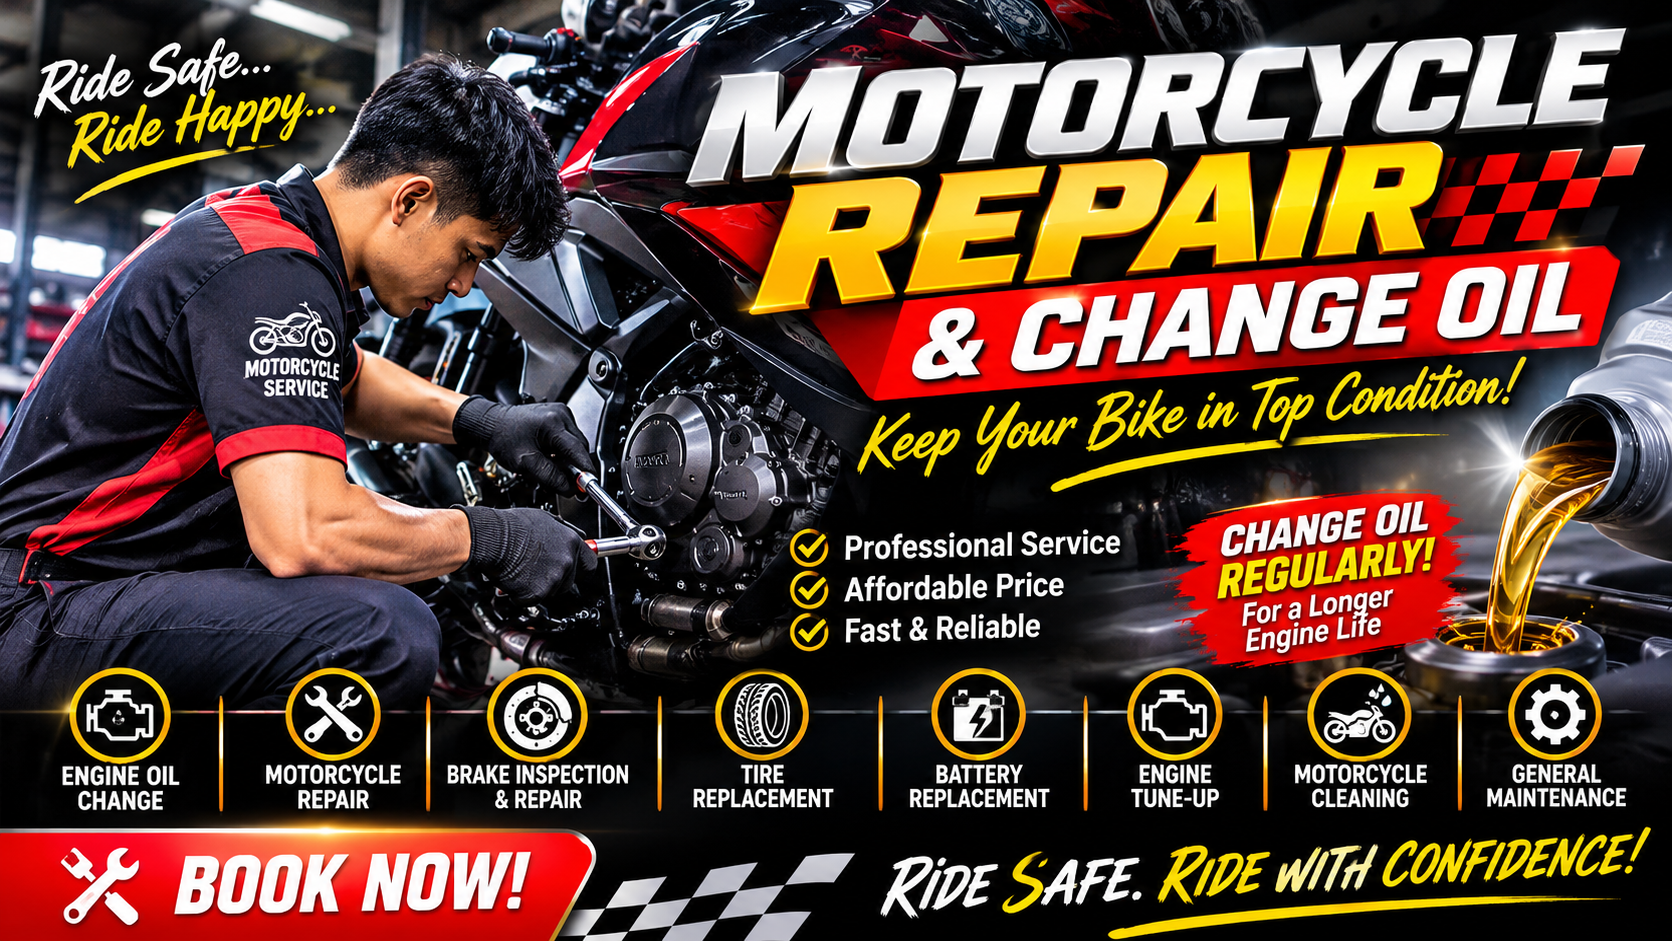 Ride Safe...
Ride Happy...
MOTORCYCLE
REPAIR
& CHANGE OIL
Keep Your Bike in Top Condition!
MOTORCYCLE
SERVICE
Professional Service
Affordable Price
Fast & Reliable
CHANGE OIL
REGULARLY!
For a Longer
Engine Life
ENGINE OIL
CHANGE
MOTORCYCLE
REPAIR
BRAKE INSPECTION
& REPAIR
TIRE
REPLACEMENT
BATTERY
REPLACEMENT
ENGINE
TUNE-UP
MOTORCYCLE
CLEANING
GENERAL
MAINTENANCE
BOOK NOW!
RIDE SAFE. RIDE WITH CONFIDENCE!